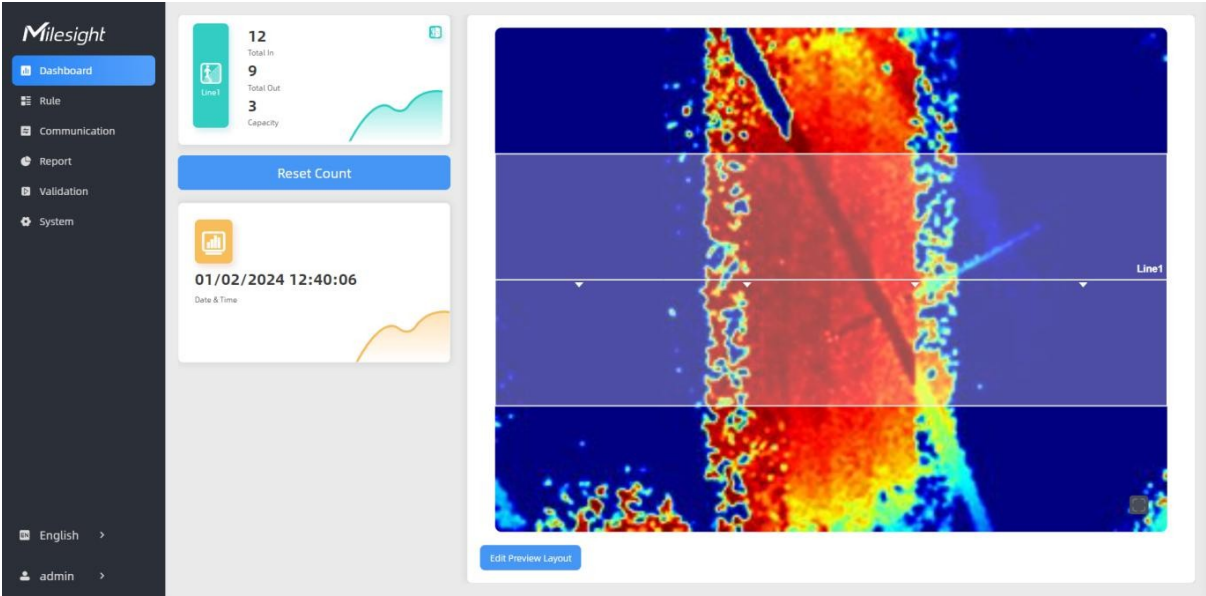 Milesight
Dashboard
Rule
Communication
Report
Validation
System
EN English >
admin >
Line1
12
Total In
9
Total Out
3
Capacity
Reset Count
01/02/2024 12:40:06
Date & Time
Line1
Edit Preview Layout